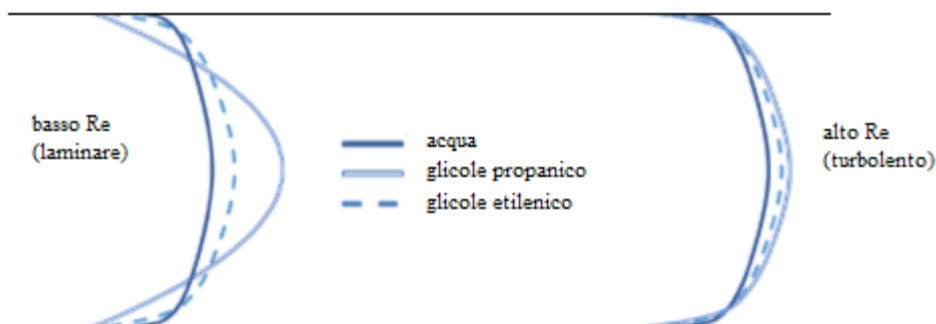 basso Re
(laminare)
acqua
glicole propanico
glicole etilenico
alto Re
(turbolento)